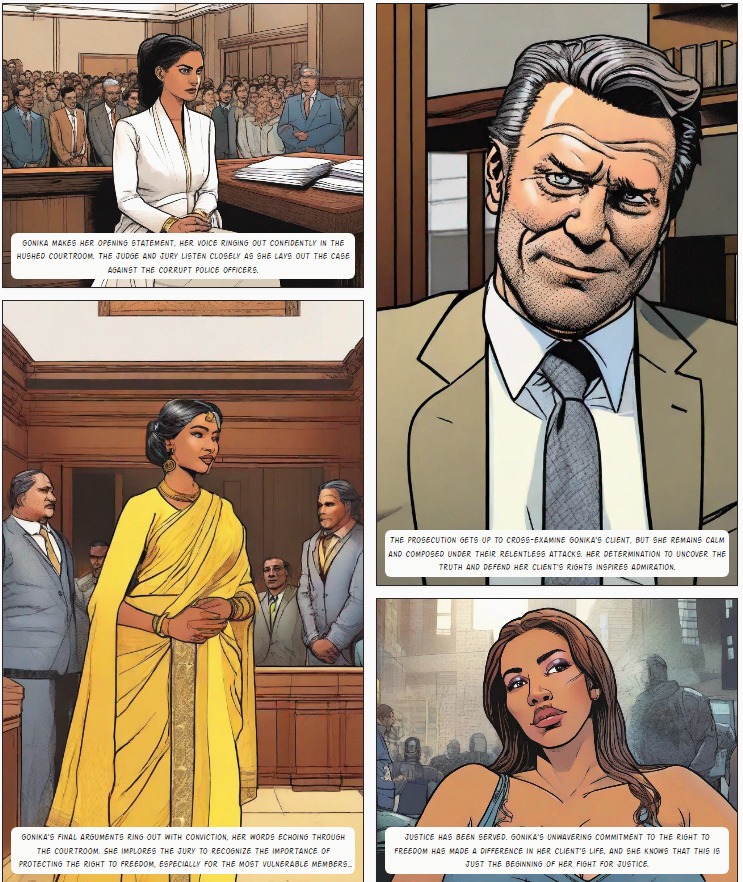 GONIKA MAKES HER OPENING STATEMENT, HER VOICE RINGING OUT CONFIDENTLY IN THE
HUSHED COURTROOM. THE JUDGE AND JURY LISTEN CLOSELY AS SHE LAYS OUT THE CASE
AGAINST THE CORRUPT POLICE OFFICERS.
THE PROSECUTION GETS UP TO CROSS-EXAMINE GONIKA'S CLIENT, BUT SHE REMAINS CALM
AND COMPOSED UNDER THEIR RELENTLESS ATTACKS. HER DETERMINATION TO UNCOVER THE
TRUTH AND DEFEND HER CLIENT'S RIGHTS INSPIRES ADMIRATION.
GONIKA'S FINAL ARGUMENTS RING OUT WITH CONVICTION, HER WORDS ECHOING THROUGH
THE COURTROOM. SHE IMPLORES THE JURY TO RECOGNIZE THE IMPORTANCE OF
PROTECTING THE RIGHT TO FREEDOM, ESPECIALLY FOR THE MOST VULNERABLE MEMBERS...
JUSTICE HAS BEEN SERVED. GONIKA'S UNWAVERING COMMITMENT TO THE RIGHT TO
FREEDOM HAS MADE A DIFFERENCE IN HER CLIENT'S LIFE, AND SHE KNOWS THAT THIS IS
JUST THE BEGINNING OF HER FIGHT FOR JUSTICE.